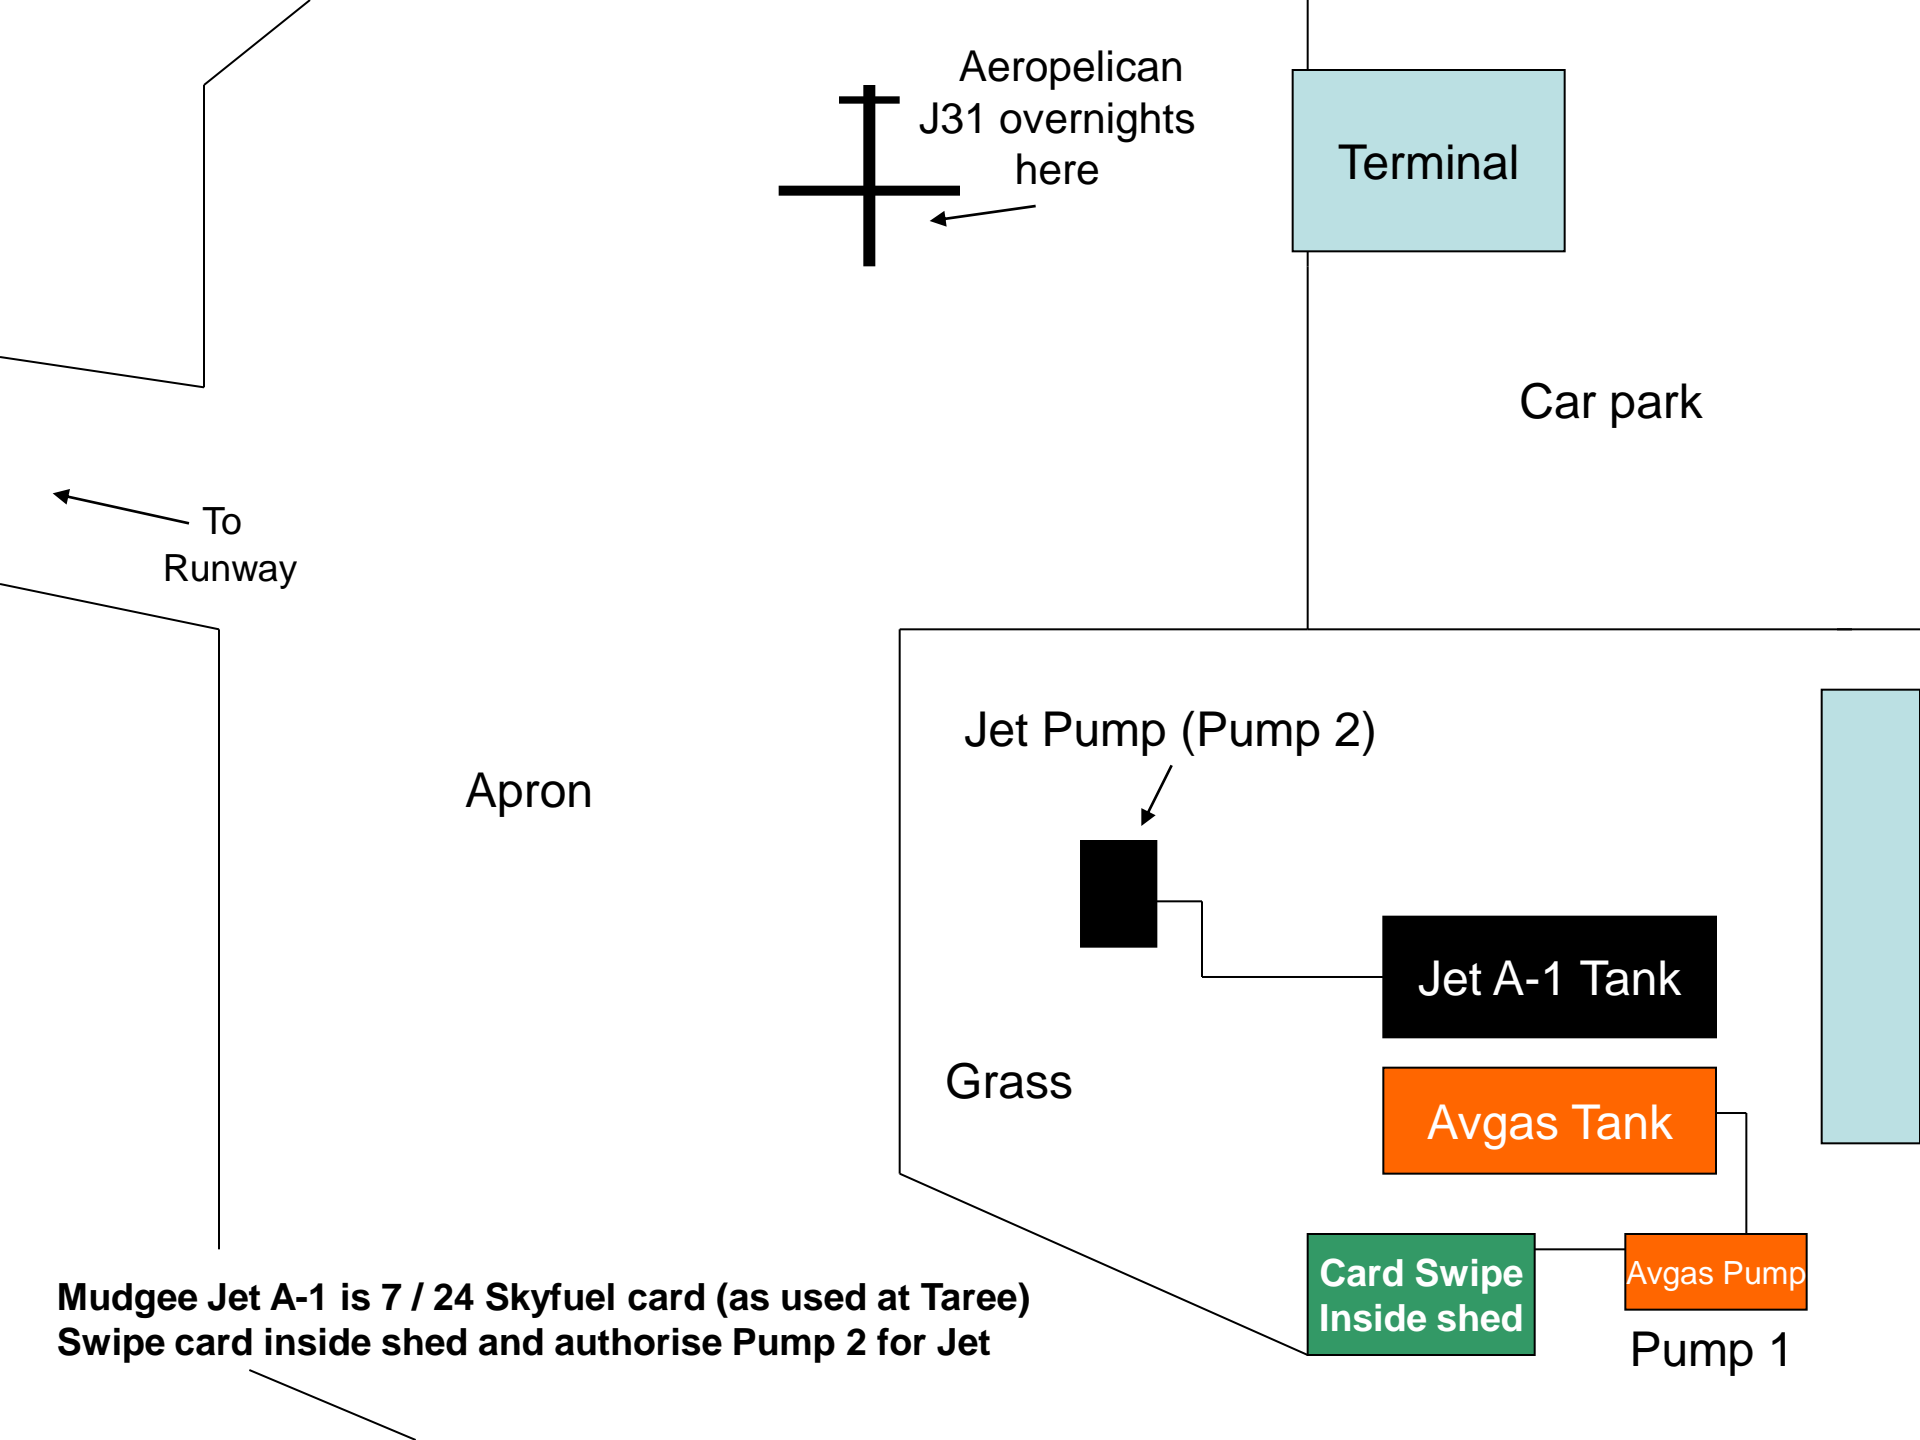 Aeropelican
J31 overnights
here
Terminal
Car park
To
Runway
Jet Pump (Pump 2)
Apron
Jet A-1 Tank
Grass
Avgas Tank
Card Swipe
Inside shed
Avgas Pump
Pump 1
Mudgee Jet A-1 is 7 / 24 Skyfuel card (as used at Taree)
Swipe card inside shed and authorise Pump 2 for Jet